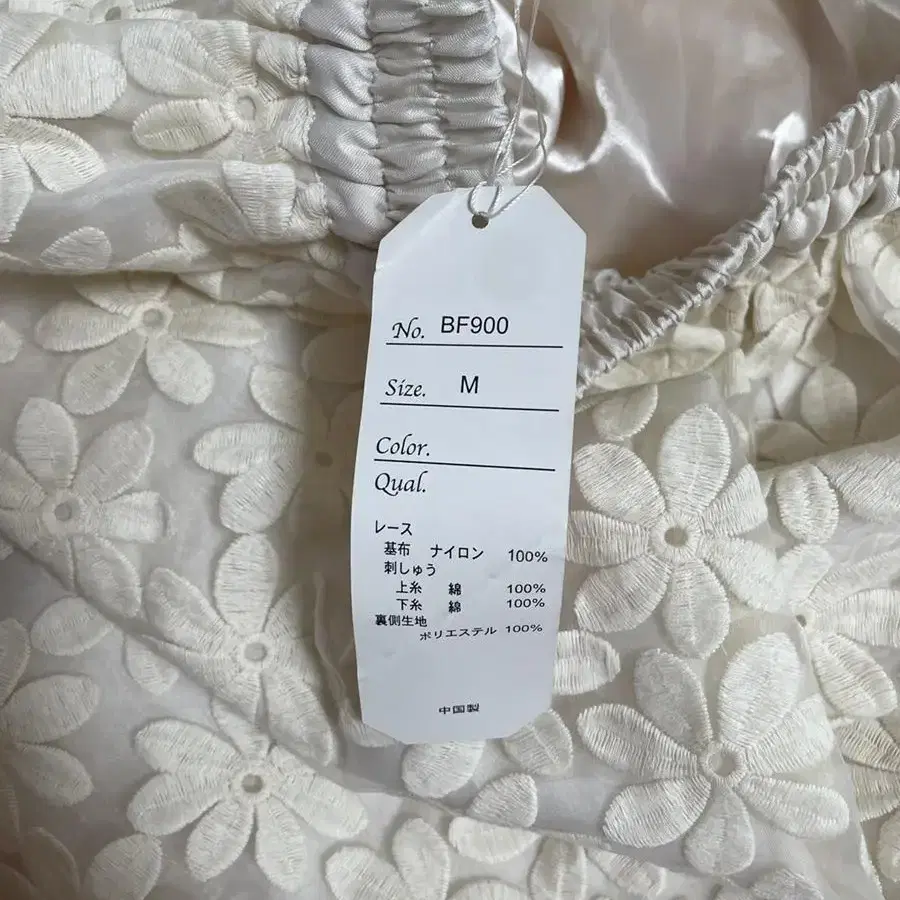 No. BF900
Size. M
Color.
Qual.
レース
基布 ナイロン 100%
刺しゅう
上糸 綿 100%
下糸 綿 100%
裏側生地
ポリエステル 100%
中国製